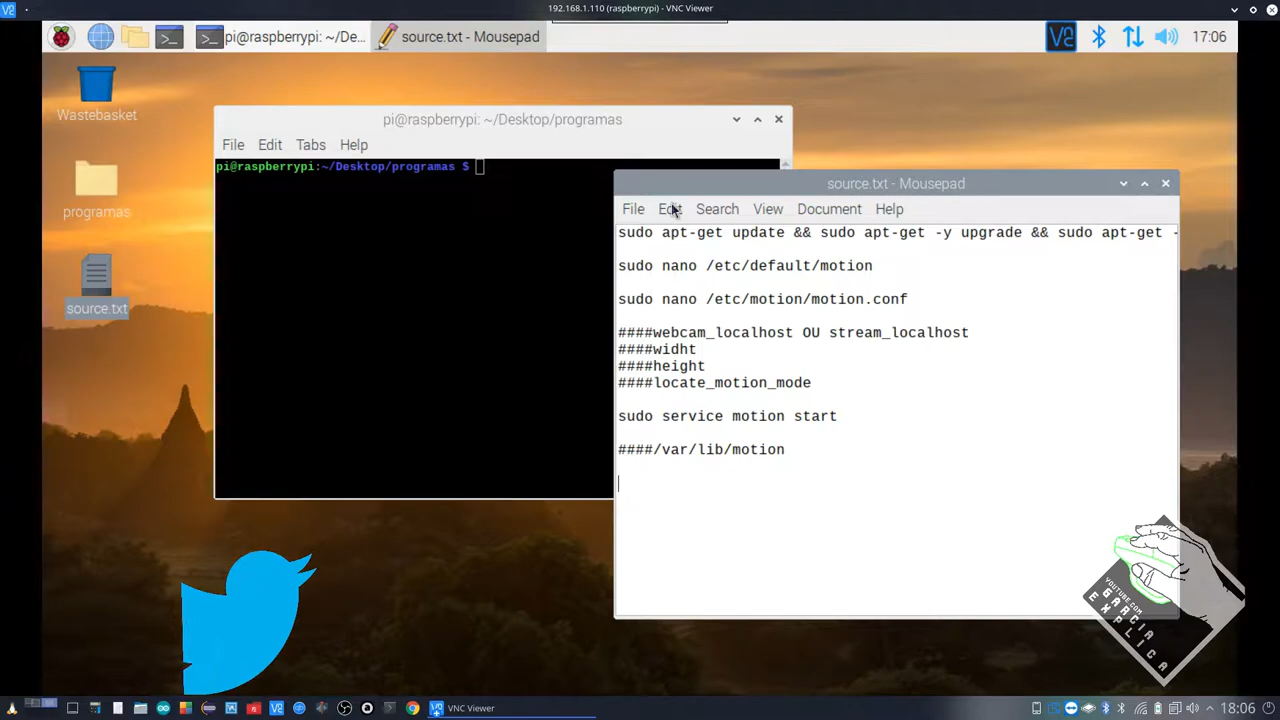 192.168.1.110 (raspberrypi) - VNC Viewer
pi@raspberrypi: ~/De...
source.txt - Mousepad
17:06
Wastebasket
programas
source.txt
pi@raspberrypi: ~/Desktop/programas
File Edit Tabs Help
pi@raspberrypi:~/Desktop/programas $
source.txt - Mousepad
File Edit Search View Document Help
sudo apt-get update && sudo apt-get -y upgrade && sudo apt-get -
sudo nano /etc/default/motion
sudo nano /etc/motion/motion.conf
####webcam_localhost OU stream_localhost
####widht
####height
####locate_motion_mode
sudo service motion start
####/var/lib/motion
YOUTUBE.COM
GARCIA
EXPLICA
VNC Viewer
18:06